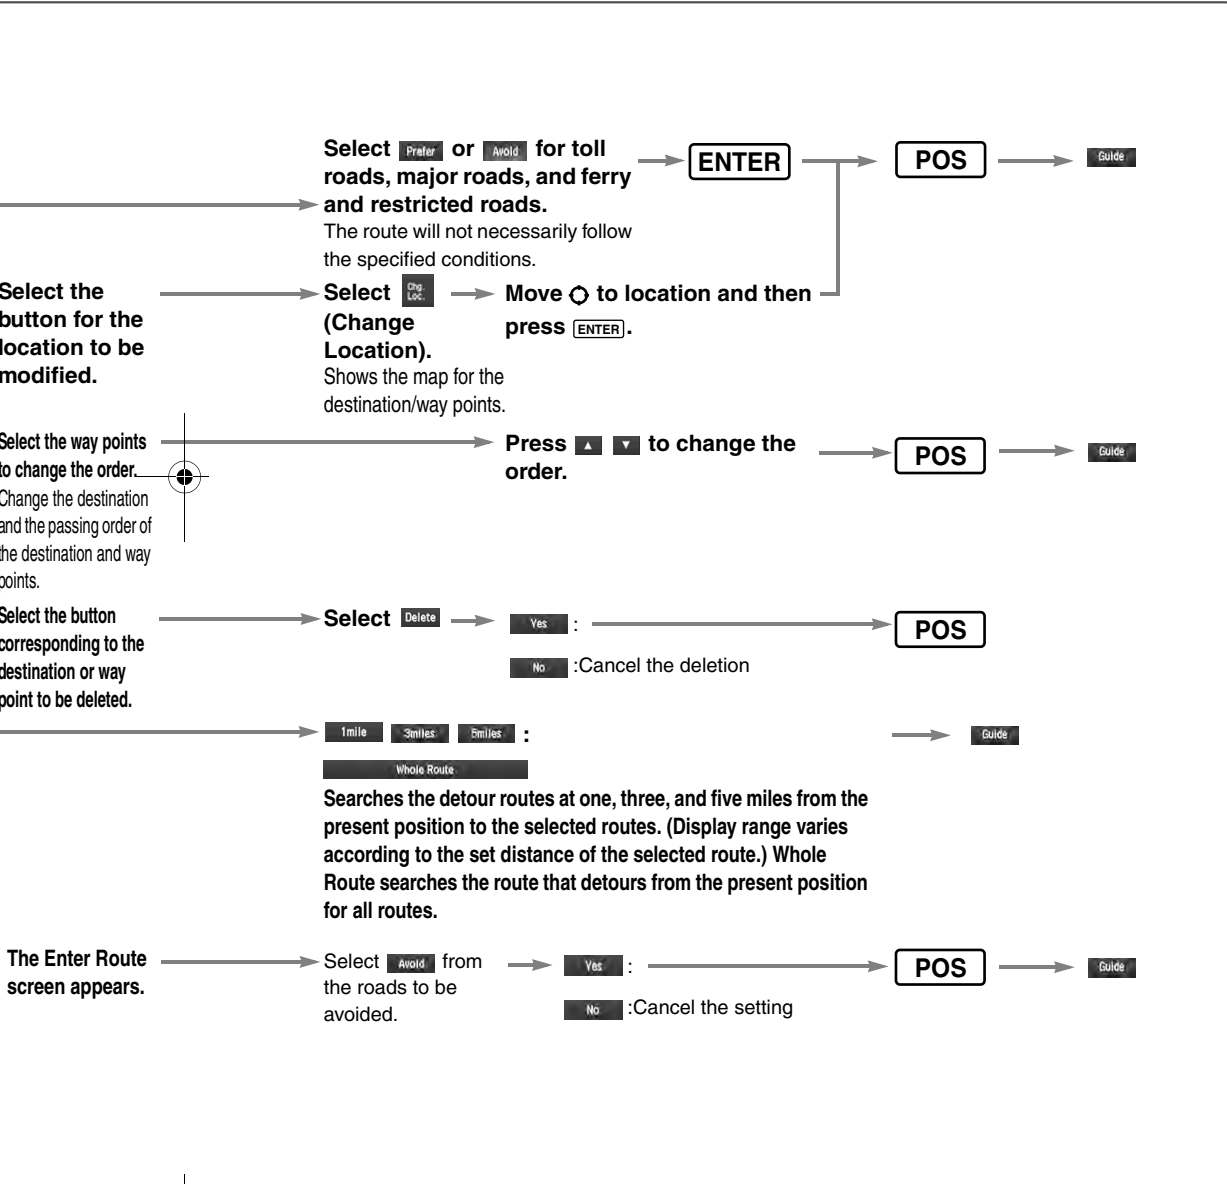 Select Prefer or Avoid for toll
roads, major roads, and ferry
and restricted roads.
The route will not necessarily follow
the specified conditions.
ENTER
POS
Guide
Select the
button for the
location to be
modified.
Select Chg. Loc.
(Change
Location).
Shows the map for the
destination/way points.
Move to location and then
press ENTER.
Select the way points
to change the order.
Change the destination
and the passing order of
the destination and way
points.
Press ▲ ▼ to change the
order.
POS
Guide
Select the button
corresponding to the
destination or way
point to be deleted.
Select Delete
Yes :
No :Cancel the deletion
POS
1mile 3miles 5miles :
Whole Route
Searches the detour routes at one, three, and five miles from the
present position to the selected routes. (Display range varies
according to the set distance of the selected route.) Whole
Route searches the route that detours from the present position
for all routes.
Guide
The Enter Route
screen appears.
Select Avoid from
the roads to be
avoided.
Yes :
No :Cancel the setting
POS
Guide